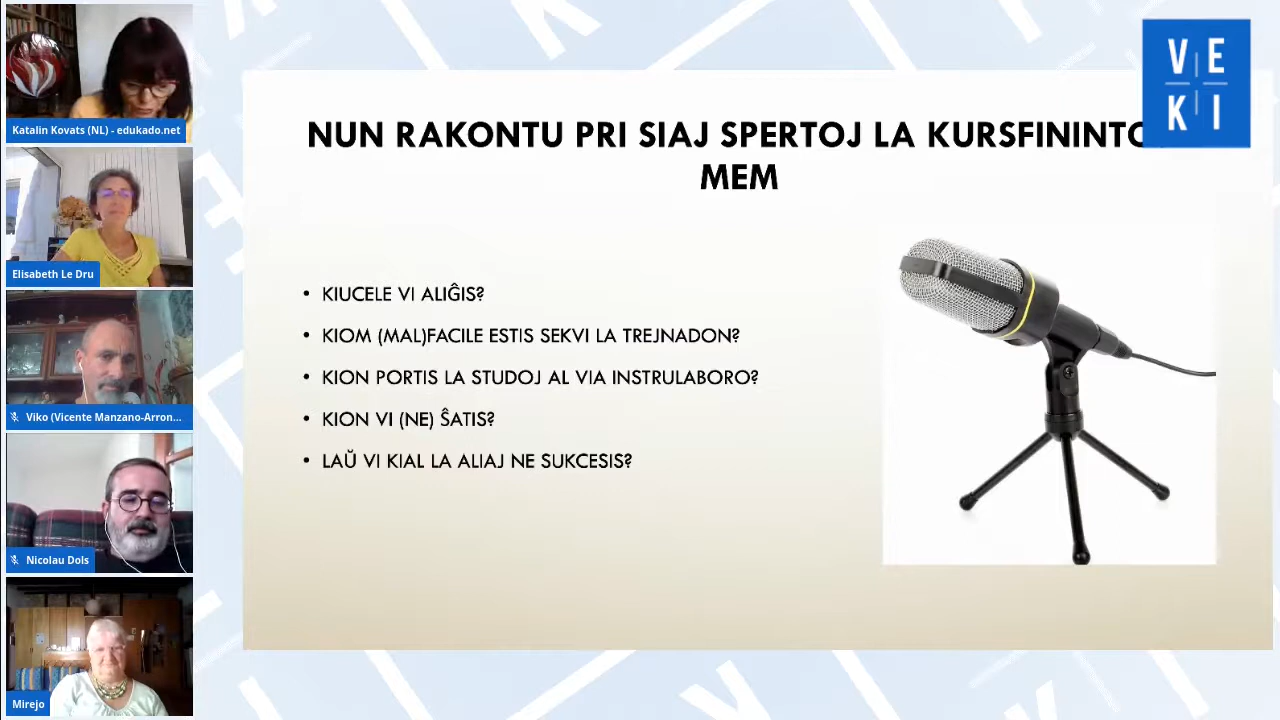 Katalin Kovats (NL) - edukado.net
Elisabeth Le Dru
Viko (Vicente Manzano-Arron...
Nicolau Dols
Mirejo
VE
KI
NUN RAKONTU PRI SIAJ SPERTOJ LA
MEM
• KIUCELE VI ALIĜIS?
• KIOM (MAL)FACILE ESTIS SEKVI LA TREJNADON?
• KION PORTIS LA STUDOJ AL VIA INSTRULABORO?
• KION VI (NE) ŜATIS?
• LAŬ VI KIAL LA ALIAJ NE SUKCESIS?